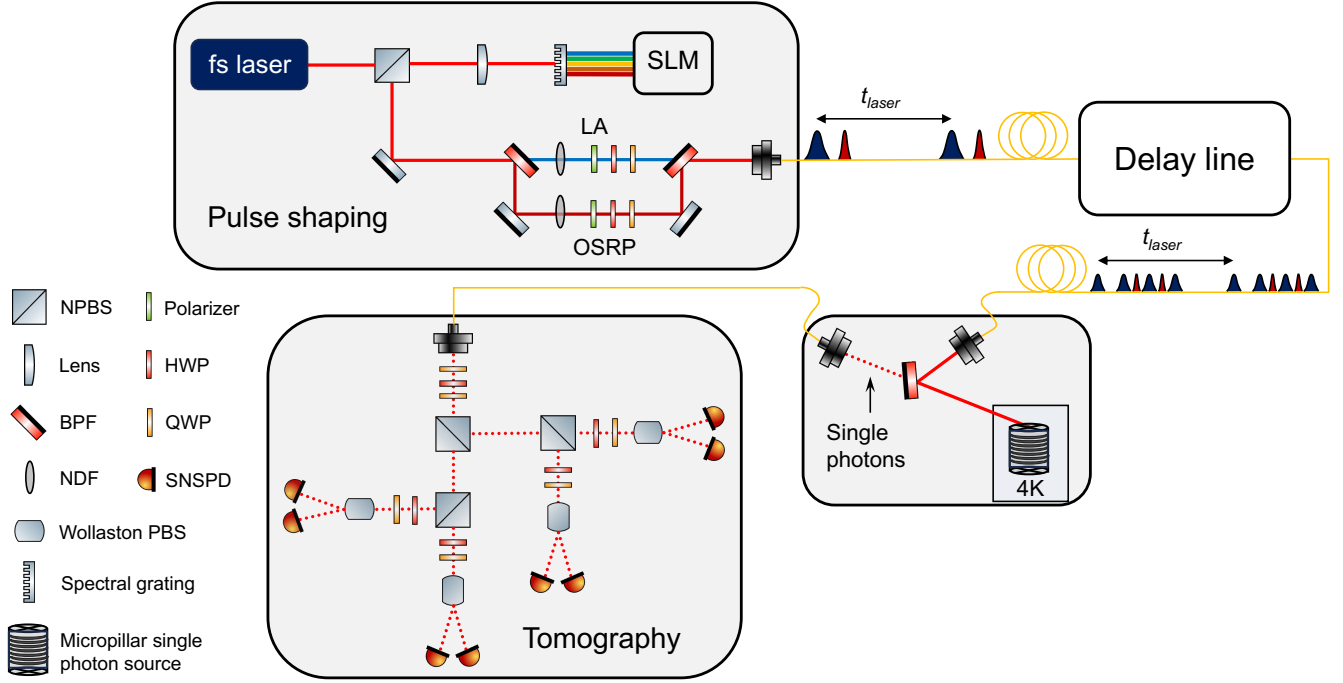 fs laser
SLM
LA
OSRP
Pulse shaping
t_laser
Delay line
t_laser
NPBS
Polarizer
Lens
HWP
BPF
QWP
NDF
SNSPD
Wollaston PBS
Spectral grating
Micropillar single
photon source
Single
photons
4K
Tomography